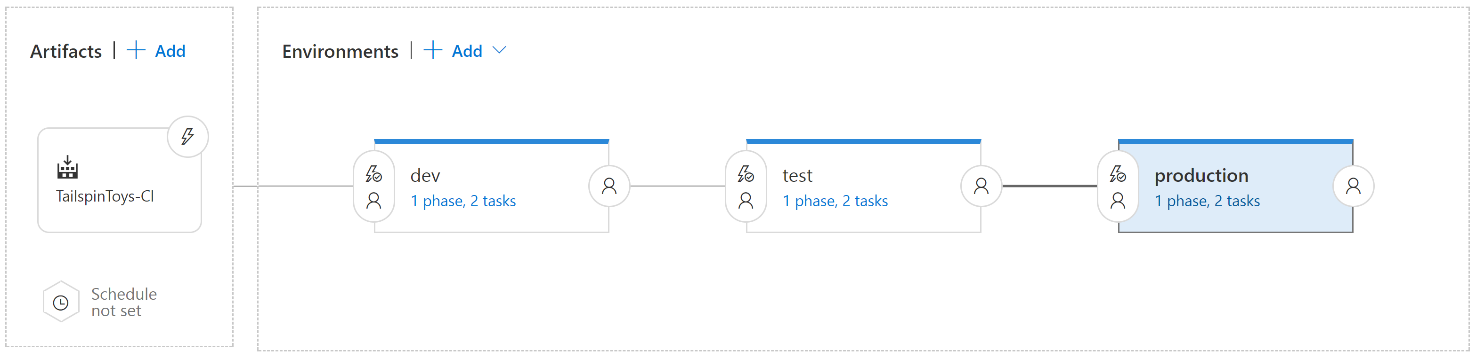 Artifacts | + Add
TailspinToys-CI
Schedule
not set
Environments | + Add
dev
1 phase, 2 tasks
test
1 phase, 2 tasks
production
1 phase, 2 tasks